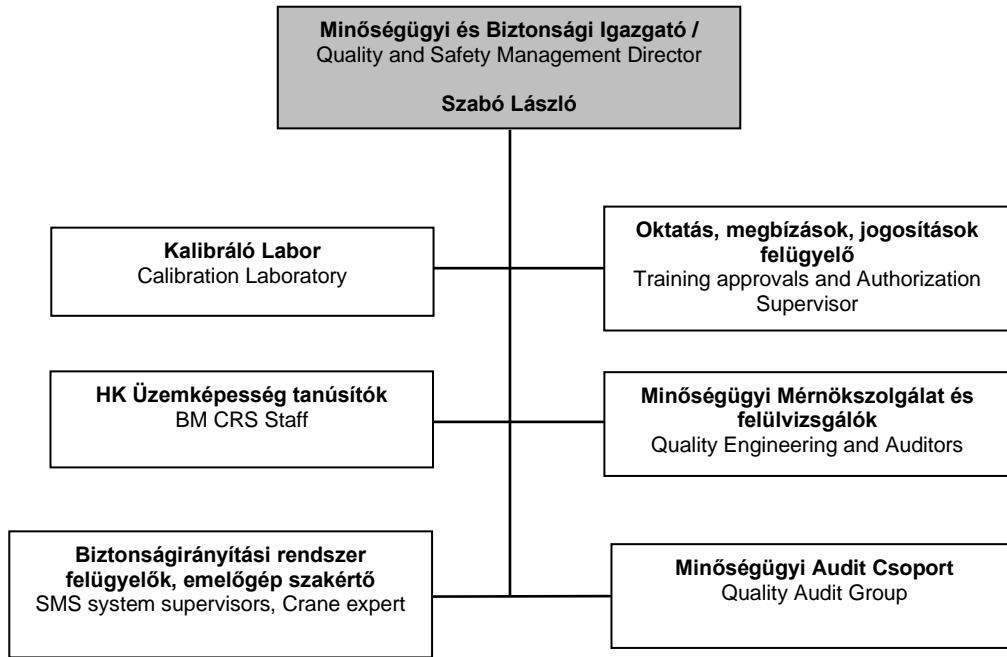 Minőségügyi és Biztonsági Igazgató /
Quality and Safety Management Director
Szabó László
Kalibráló Labor
Calibration Laboratory
Oktatás, megbízások, jogosítások
felügyelő
Training approvals and Authorization
Supervisor
HK Üzemképesség tanúsítók
BM CRS Staff
Minőségügyi Mérnökszolgálat és
felülvizsgálók
Quality Engineering and Auditors
Biztonságirányítási rendszer
felügyelők, emelőgép szakértő
SMS system supervisors, Crane expert
Minőségügyi Audit Csoport
Quality Audit Group